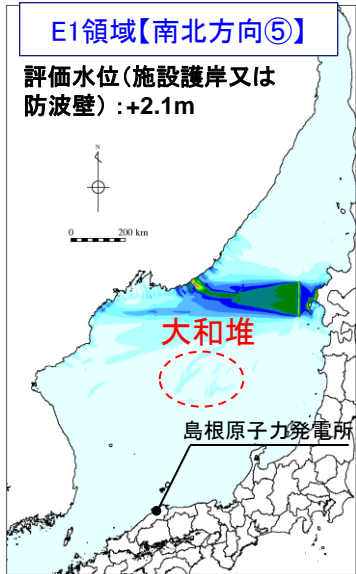 E1領域【南北方向⑤】
評価水位(施設護岸又は
防波壁):+2.1m
N
0 200 km
大和堆
島根原子力発電所